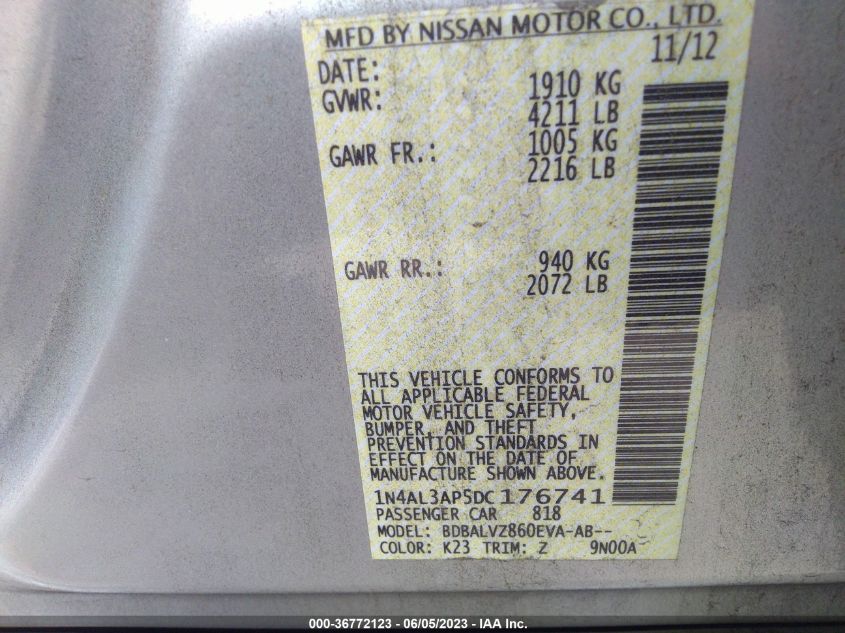 MFD BY NISSAN MOTOR CO., LTD.
DATE: 11/12
GVWR: 1910 KG
4211 LB
GAWR FR.: 1005 KG
2216 LB
GAWR RR.: 940 KG
2072 LB
THIS VEHICLE CONFORMS TO
ALL APPLICABLE FEDERAL
MOTOR VEHICLE SAFETY,
BUMPER, AND THEFT
PREVENTION STANDARDS IN
EFFECT ON THE DATE OF
MANUFACTURE SHOWN ABOVE.
1N4AL3AP5DC176741
PASSENGER CAR 818
MODEL: BDBALVZ860EVA-AB--
COLOR: K23 TRIM: Z 9N00A
000-36772123 - 06/05/2023 - IAA Inc.